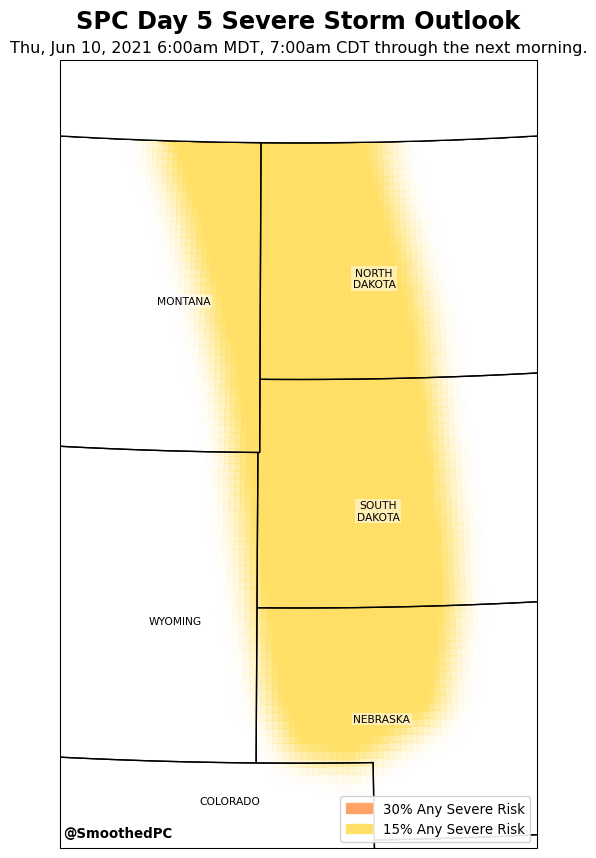 SPC Day 5 Severe Storm Outlook
Thu, Jun 10, 2021 6:00am MDT, 7:00am CDT through the next morning.
NORTH
DAKOTA
MONTANA
SOUTH
DAKOTA
WYOMING
NEBRASKA
COLORADO
30% Any Severe Risk
15% Any Severe Risk
@SmoothedPC